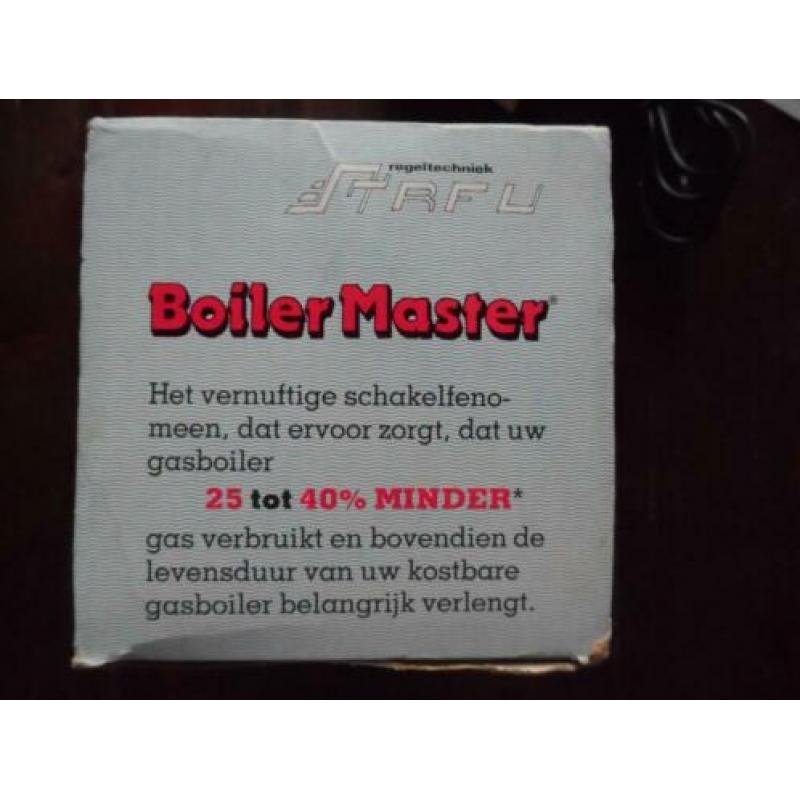 regeltechniek
STRFU
Boiler Master®
Het vernuftige schakelfeno-
meen, dat ervoor zorgt, dat uw
gasboiler
25 tot 40% MINDER*
gas verbruikt en bovendien de
levensduur van uw kostbare
gasboiler belangrijk verlengt.